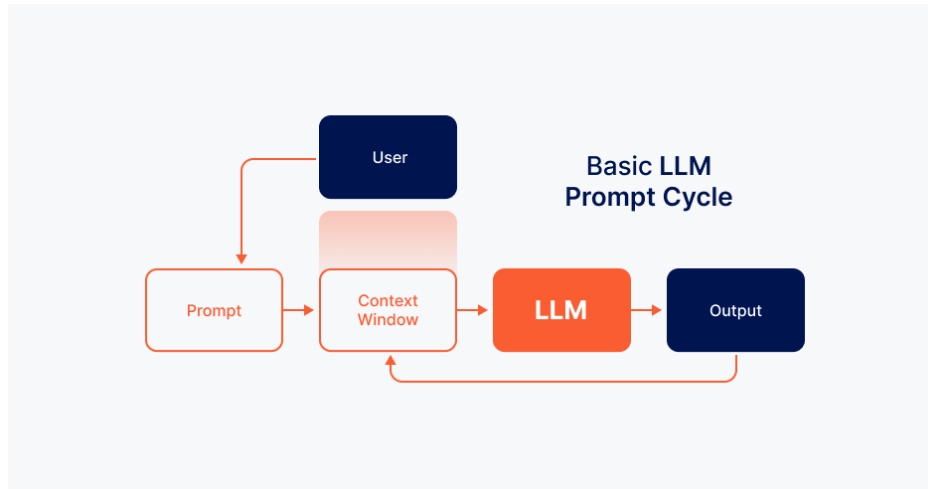 User
Basic LLM
Prompt Cycle
Prompt
Context
Window
LLM
Output